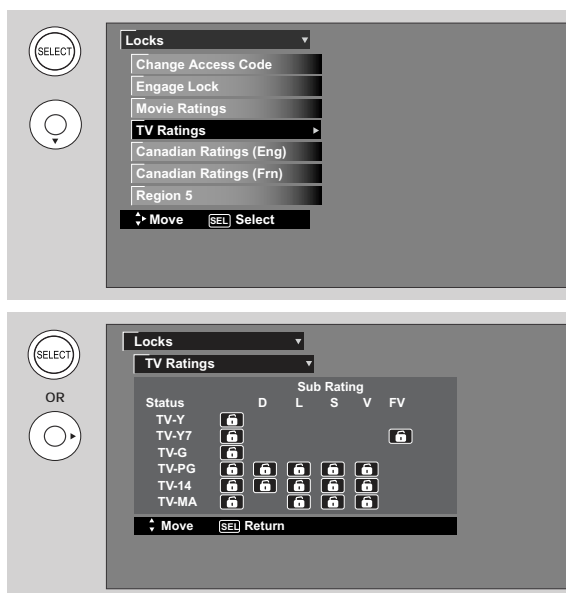 SELECT
Locks
Change Access Code
Engage Lock
Movie Ratings
TV Ratings
Canadian Ratings (Eng)
Canadian Ratings (Frn)
Region 5
Move SEL Select
SELECT
OR
Locks
TV Ratings
Sub Rating
Status D L S V FV
TV-Y
TV-Y7
TV-G
TV-PG
TV-14
TV-MA
Move SEL Return